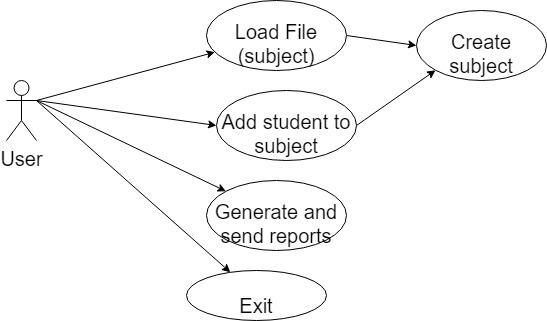 Load File
(subject)
Create
subject
Add student to
subject
User
Generate and
send reports
Exit